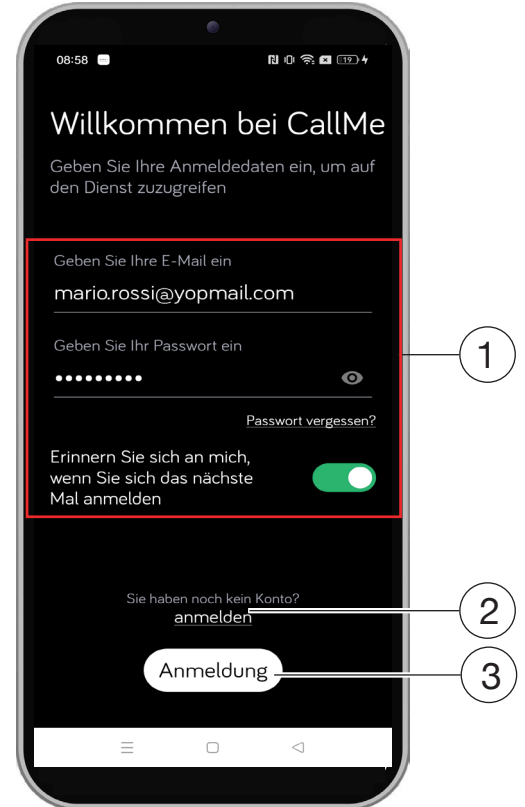 08:58
19
Willkommen bei CallMe
Geben Sie Ihre Anmeldedaten ein, um auf
den Dienst zuzugreifen
Geben Sie Ihre E-Mail ein
mario.rossi@yopmail.com
Geben Sie Ihr Passwort ein
•••••••••
Passwort vergessen?
Erinnern Sie sich an mich,
wenn Sie sich das nächste
Mal anmelden
1
Sie haben noch kein Konto?
anmelden
2
Anmeldung
3